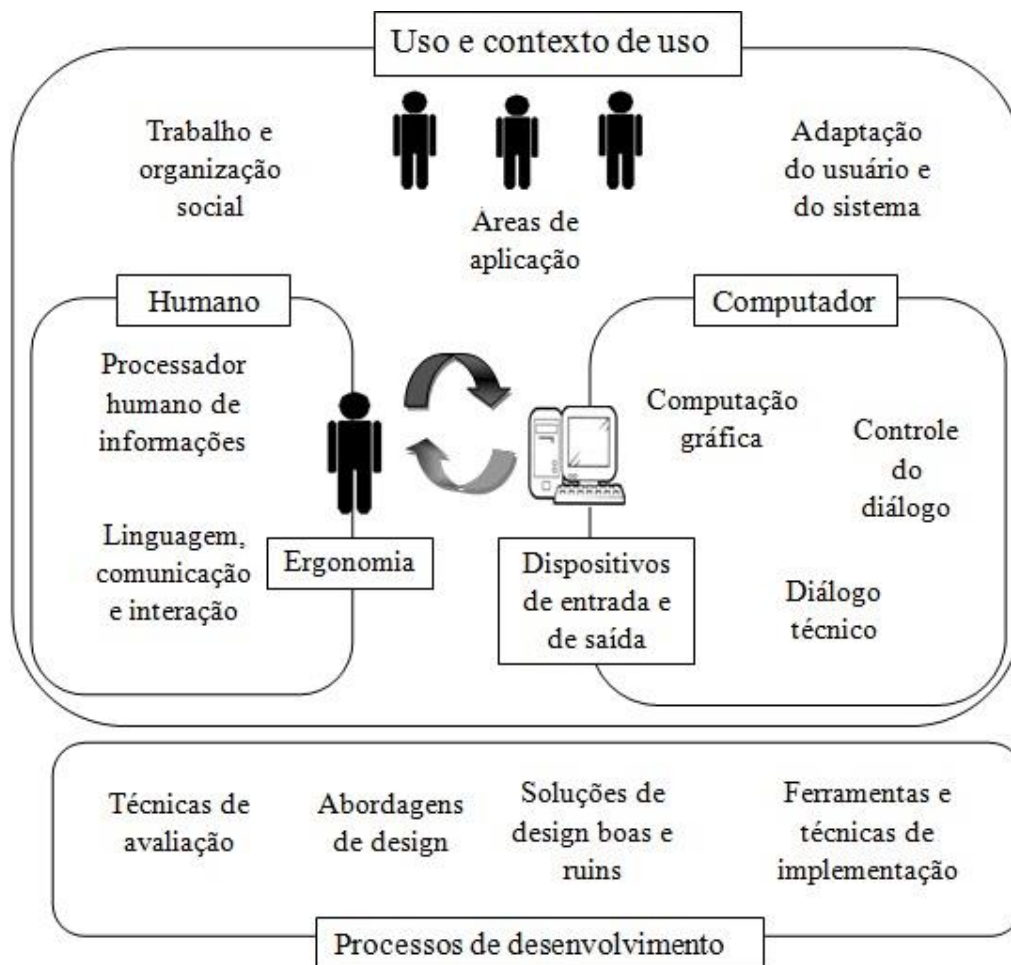 Uso e contexto de uso
Trabalho e
organização
social
Áreas de
aplicação
Adaptação
do usuário e
do sistema
Humano
Processador
humano de
informações
Linguagem,
comunicação
e interação
Ergonomia
Computador
Computação
gráfica
Controle
do
diálogo
Diálogo
técnico
Dispositivos
de entrada e
de saída
Técnicas de
avaliação
Abordagens
de design
Soluções de
design boas e
ruins
Ferramentas e
técnicas de
implementação
Processos de desenvolvimento